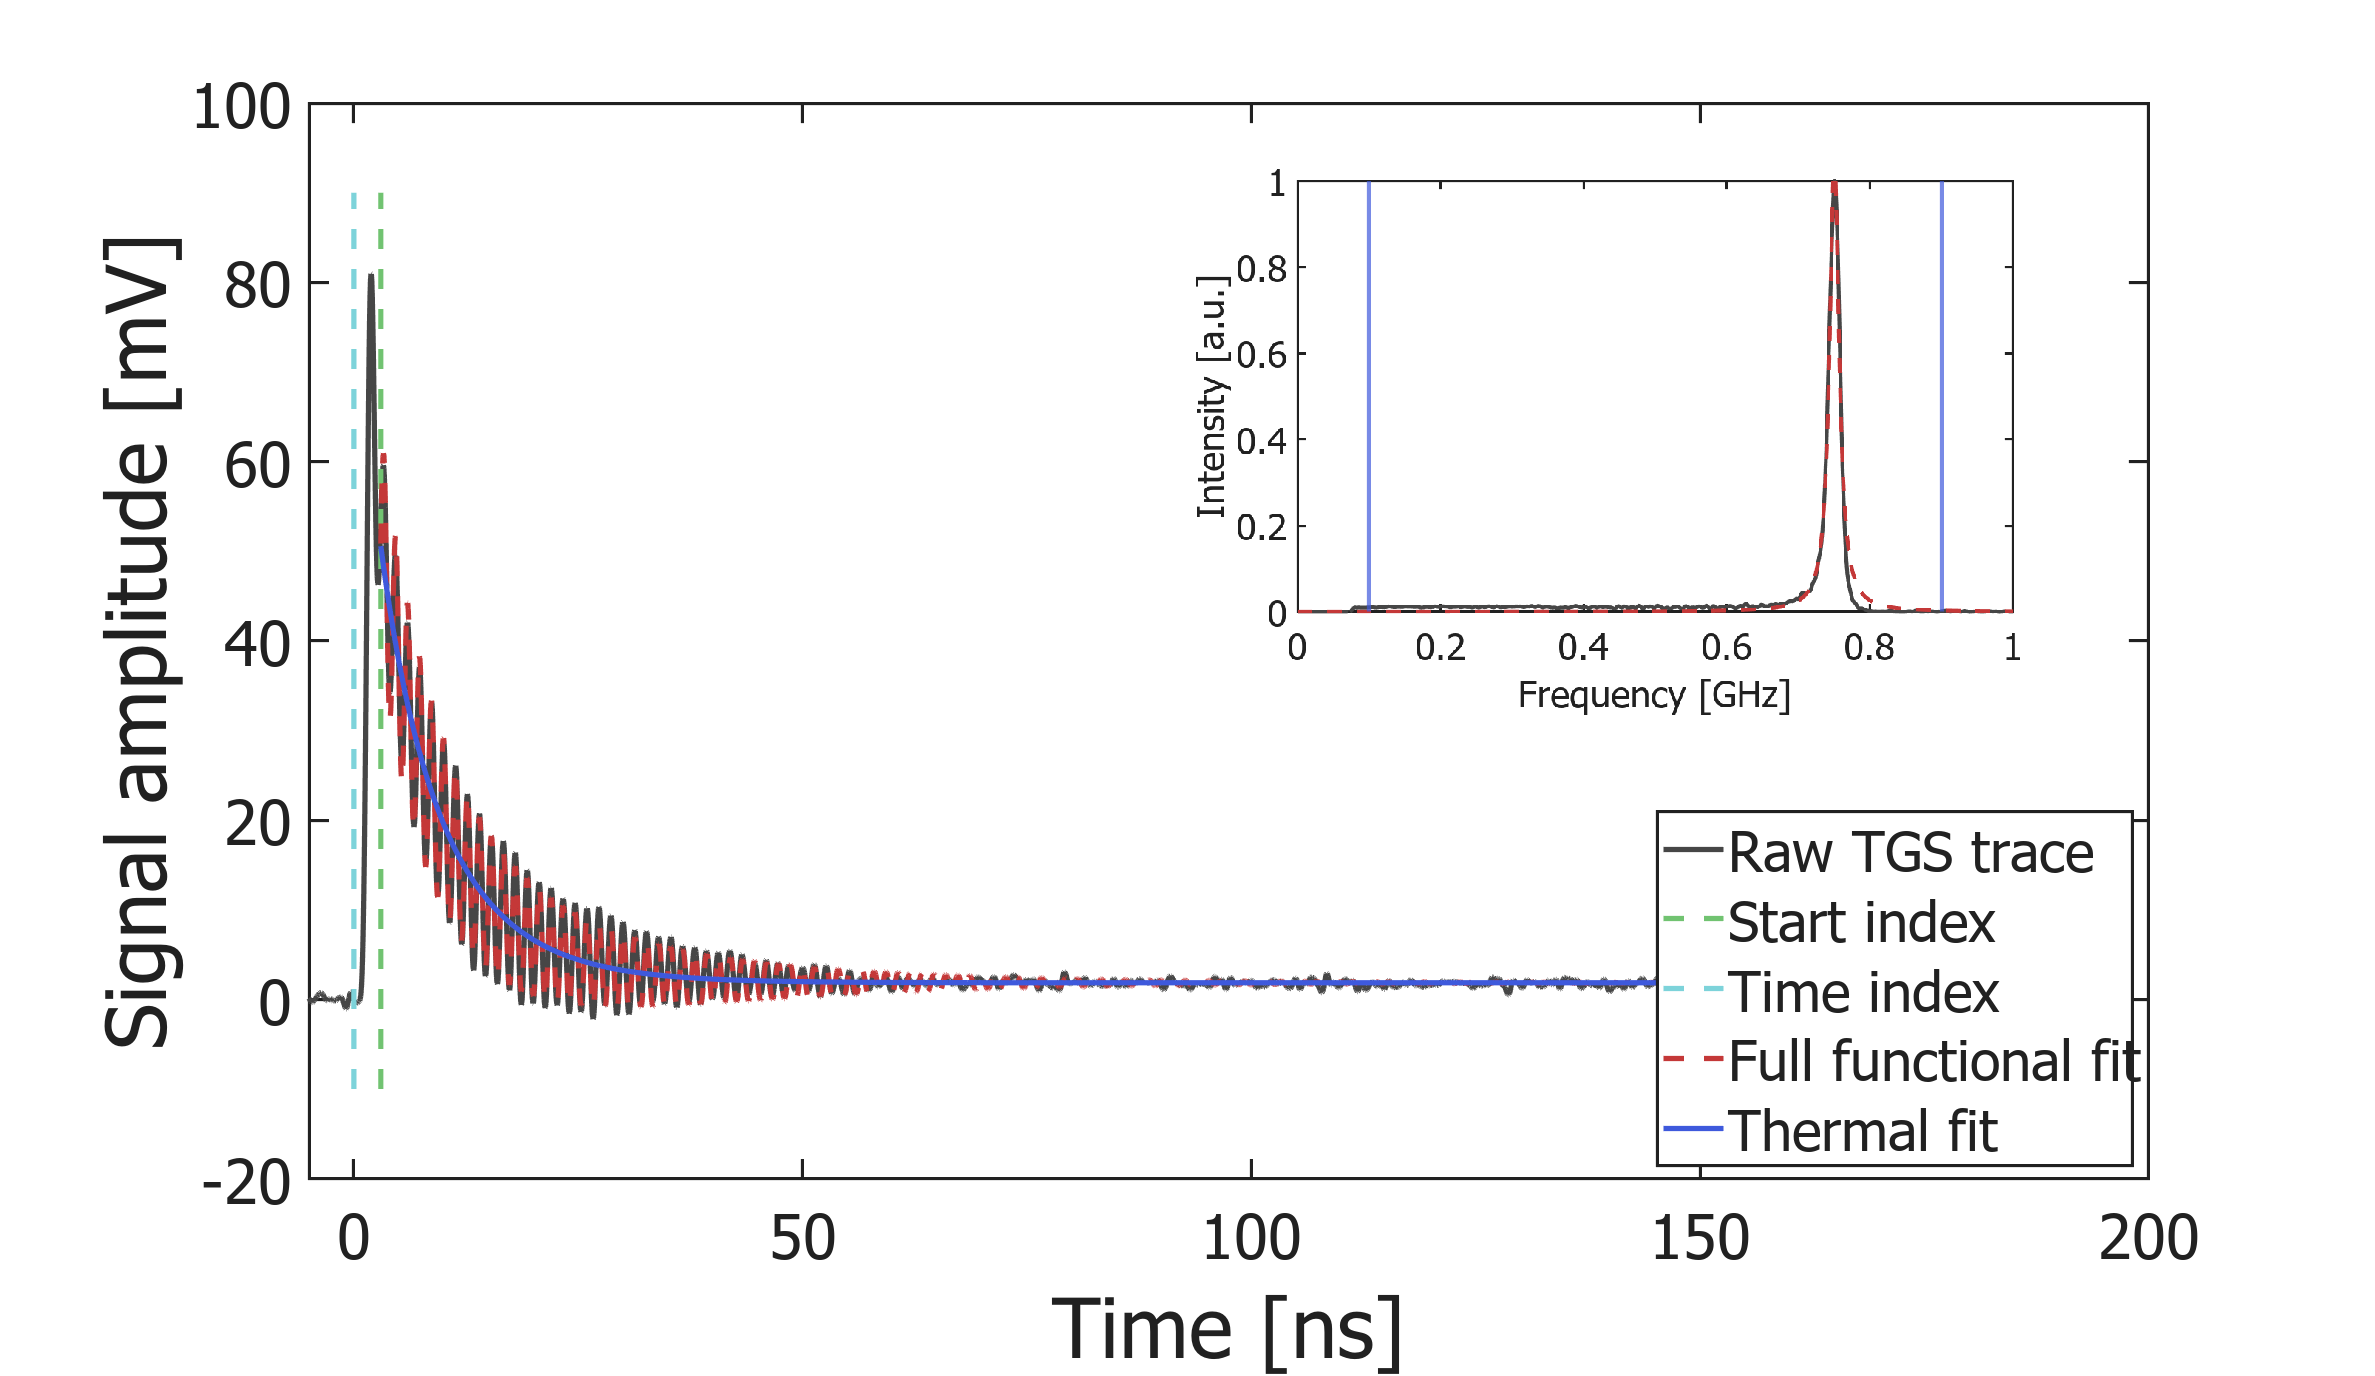 100
80
60
40
20
0
-20
Signal amplitude [mV]
0
50
100
150
200
Time [ns]
1
0.8
0.6
0.4
0.2
0
Intensity [a.u.]
0
0.2
0.4
0.6
0.8
1
Frequency [GHz]
Raw TGS trace
Start index
Time index
Full functional fit
Thermal fit